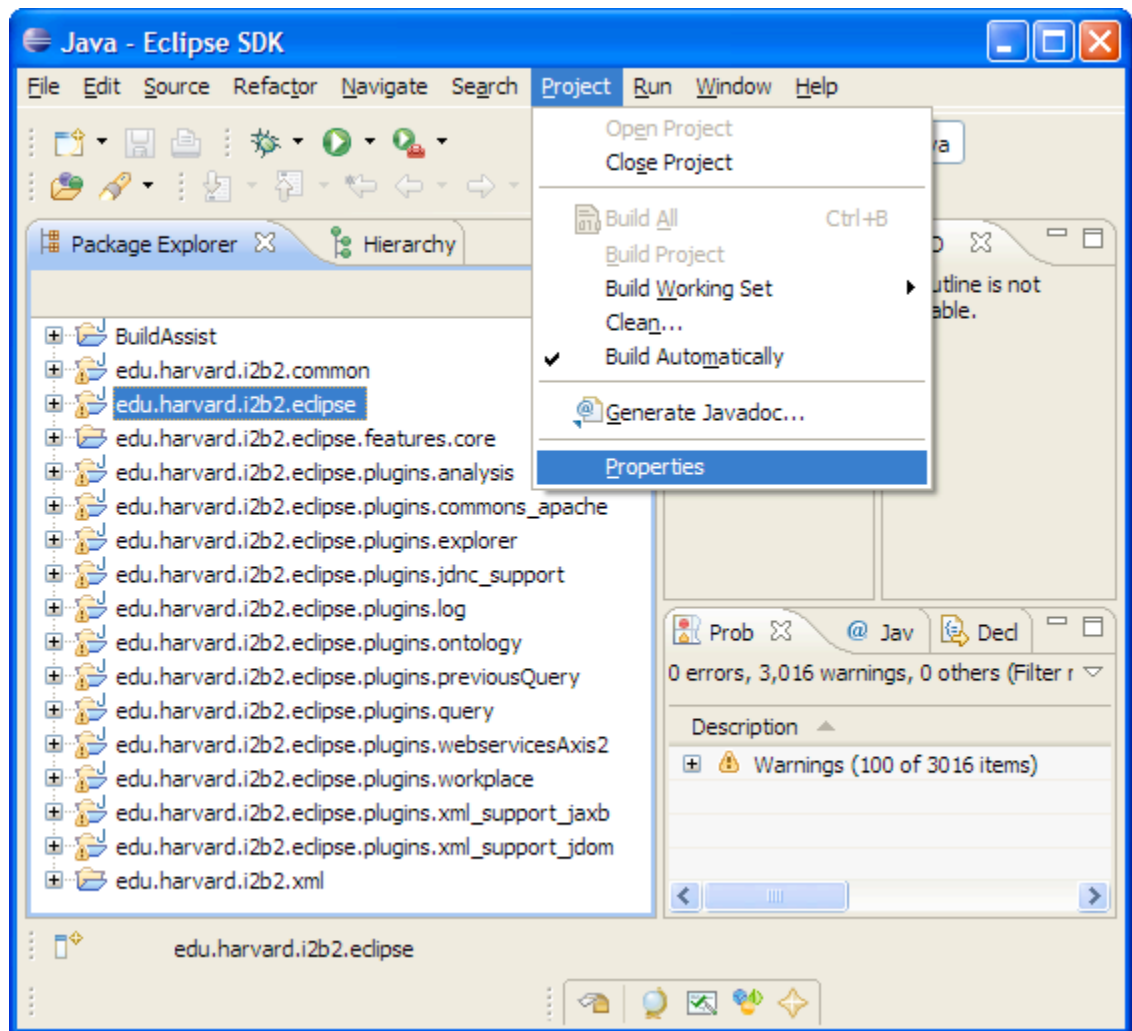 Java - Eclipse SDK
File Edit Source Refactor Navigate Search Project Run Window Help
Open Project
Close Project
Build All Ctrl+B
Build Project
Build Working Set
Clean...
Build Automatically
Generate Javadoc...
Properties
Package Explorer Hierarchy
BuildAssist
edu.harvard.i2b2.common
edu.harvard.i2b2.eclipse
edu.harvard.i2b2.eclipse.features.core
edu.harvard.i2b2.eclipse.plugins.analysis
edu.harvard.i2b2.eclipse.plugins.commons_apache
edu.harvard.i2b2.eclipse.plugins.explorer
edu.harvard.i2b2.eclipse.plugins.jdnc_support
edu.harvard.i2b2.eclipse.plugins.log
edu.harvard.i2b2.eclipse.plugins.ontology
edu.harvard.i2b2.eclipse.plugins.previousQuery
edu.harvard.i2b2.eclipse.plugins.query
edu.harvard.i2b2.eclipse.plugins.webservicesAxis2
edu.harvard.i2b2.eclipse.plugins.workplace
edu.harvard.i2b2.eclipse.plugins.xml_support_jaxb
edu.harvard.i2b2.eclipse.plugins.xml_support_jdom
edu.harvard.i2b2.xml
va
utline is not
able.
Prob @ Jav Decl
0 errors, 3,016 warnings, 0 others (Filter r
Description
Warnings (100 of 3016 items)
edu.harvard.i2b2.eclipse